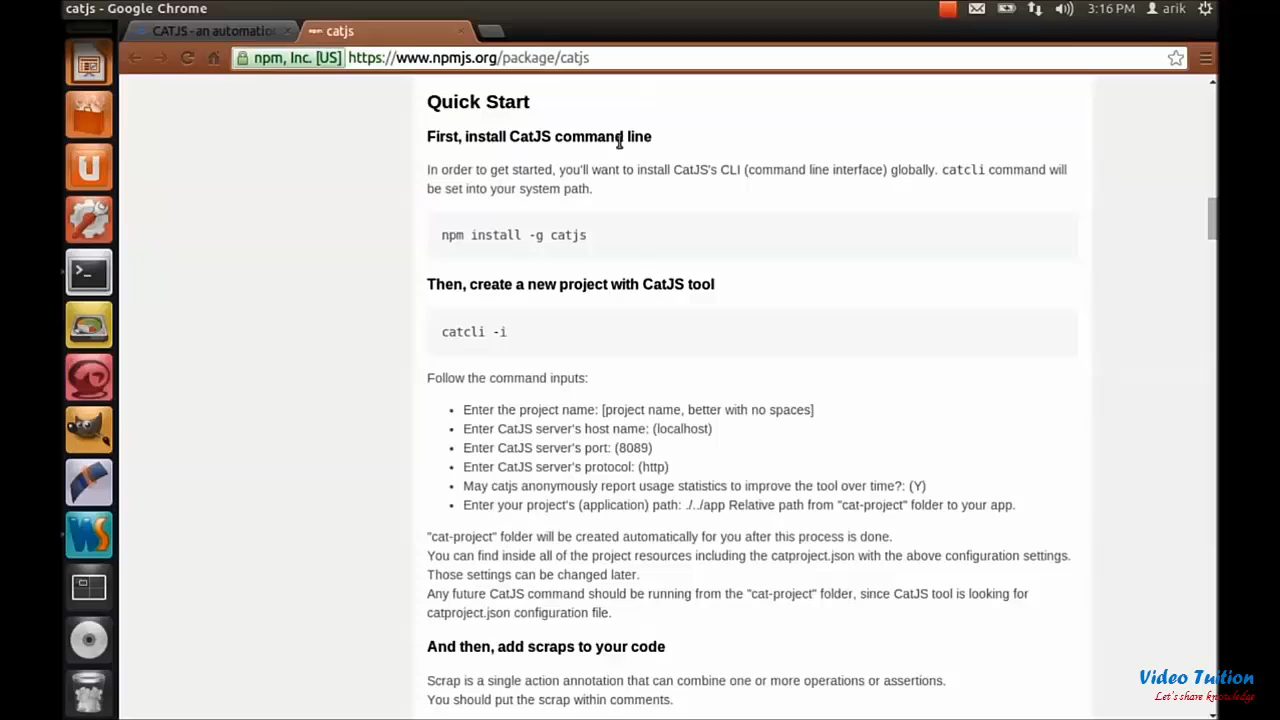 catjs - Google Chrome
3:16 PM
arik
CATJS - an automatio
catjs
npm, Inc. [US]
https://www.npmjs.org/package/catjs
Quick Start
First, install CatJS command line
In order to get started, you'll want to install CatJS's CLI (command line interface) globally. catcli command will
be set into your system path.
npm install -g catjs
Then, create a new project with CatJS tool
catcli -i
Follow the command inputs:
• Enter the project name: [project name, better with no spaces]
• Enter CatJS server's host name: (localhost)
• Enter CatJS server's port: (8089)
• Enter CatJS server's protocol: (http)
• May catjs anonymously report usage statistics to improve the tool over time?: (Y)
• Enter your project's (application) path: ./../app Relative path from "cat-project" folder to your app.
"cat-project" folder will be created automatically for you after this process is done.
You can find inside all of the project resources including the catproject.json with the above configuration settings.
Those settings can be changed later.
Any future CatJS command should be running from the "cat-project" folder, since CatJS tool is looking for
catproject.json configuration file.
And then, add scraps to your code
Scrap is a single action annotation that can combine one or more operations or assertions.
You should put the scrap within comments.
Video Tuition
Let's share knowledge